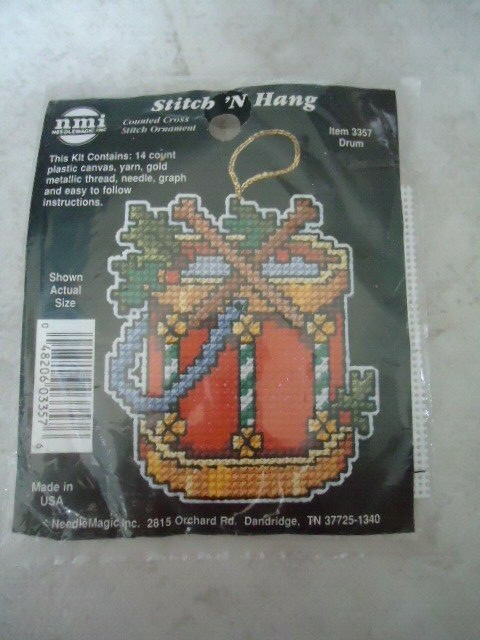 nmi
NEEDLEMAGIC INC
Stitch 'N Hang
Counted Cross
Stitch Ornament
Item 3357
Drum
This Kit Contains: 14 count
plastic canvas, yarn, gold
metallic thread, needle, graph
and easy to follow
instructions.
Shown
Actual
Size
0 48206 03357 6
Made in
USA
NeedleMagic Inc. 2815 Orchard Rd. Dandridge, TN 37725-1340